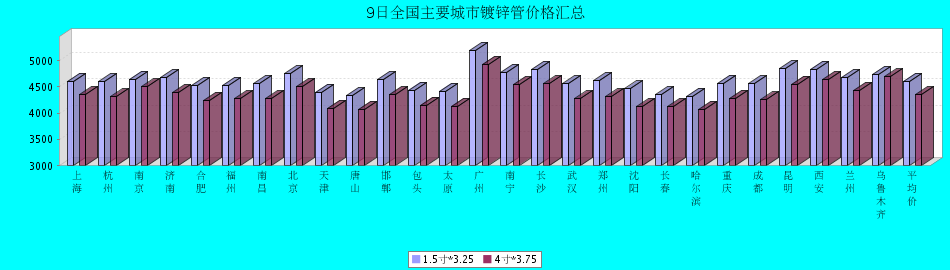 9日全国主要城市镀锌管价格汇总
5000
4500
4000
3500
3000
上海 杭州 南京 济南 合肥 福州 南昌 北京 天津 唐山 邯郸 包头 太原 广州 南宁 长沙 武汉 郑州 沈阳 长春 哈尔滨 重庆 成都 昆明 西安 兰州 乌鲁木齐 平均价
1.5寸*3.25 4寸*3.75